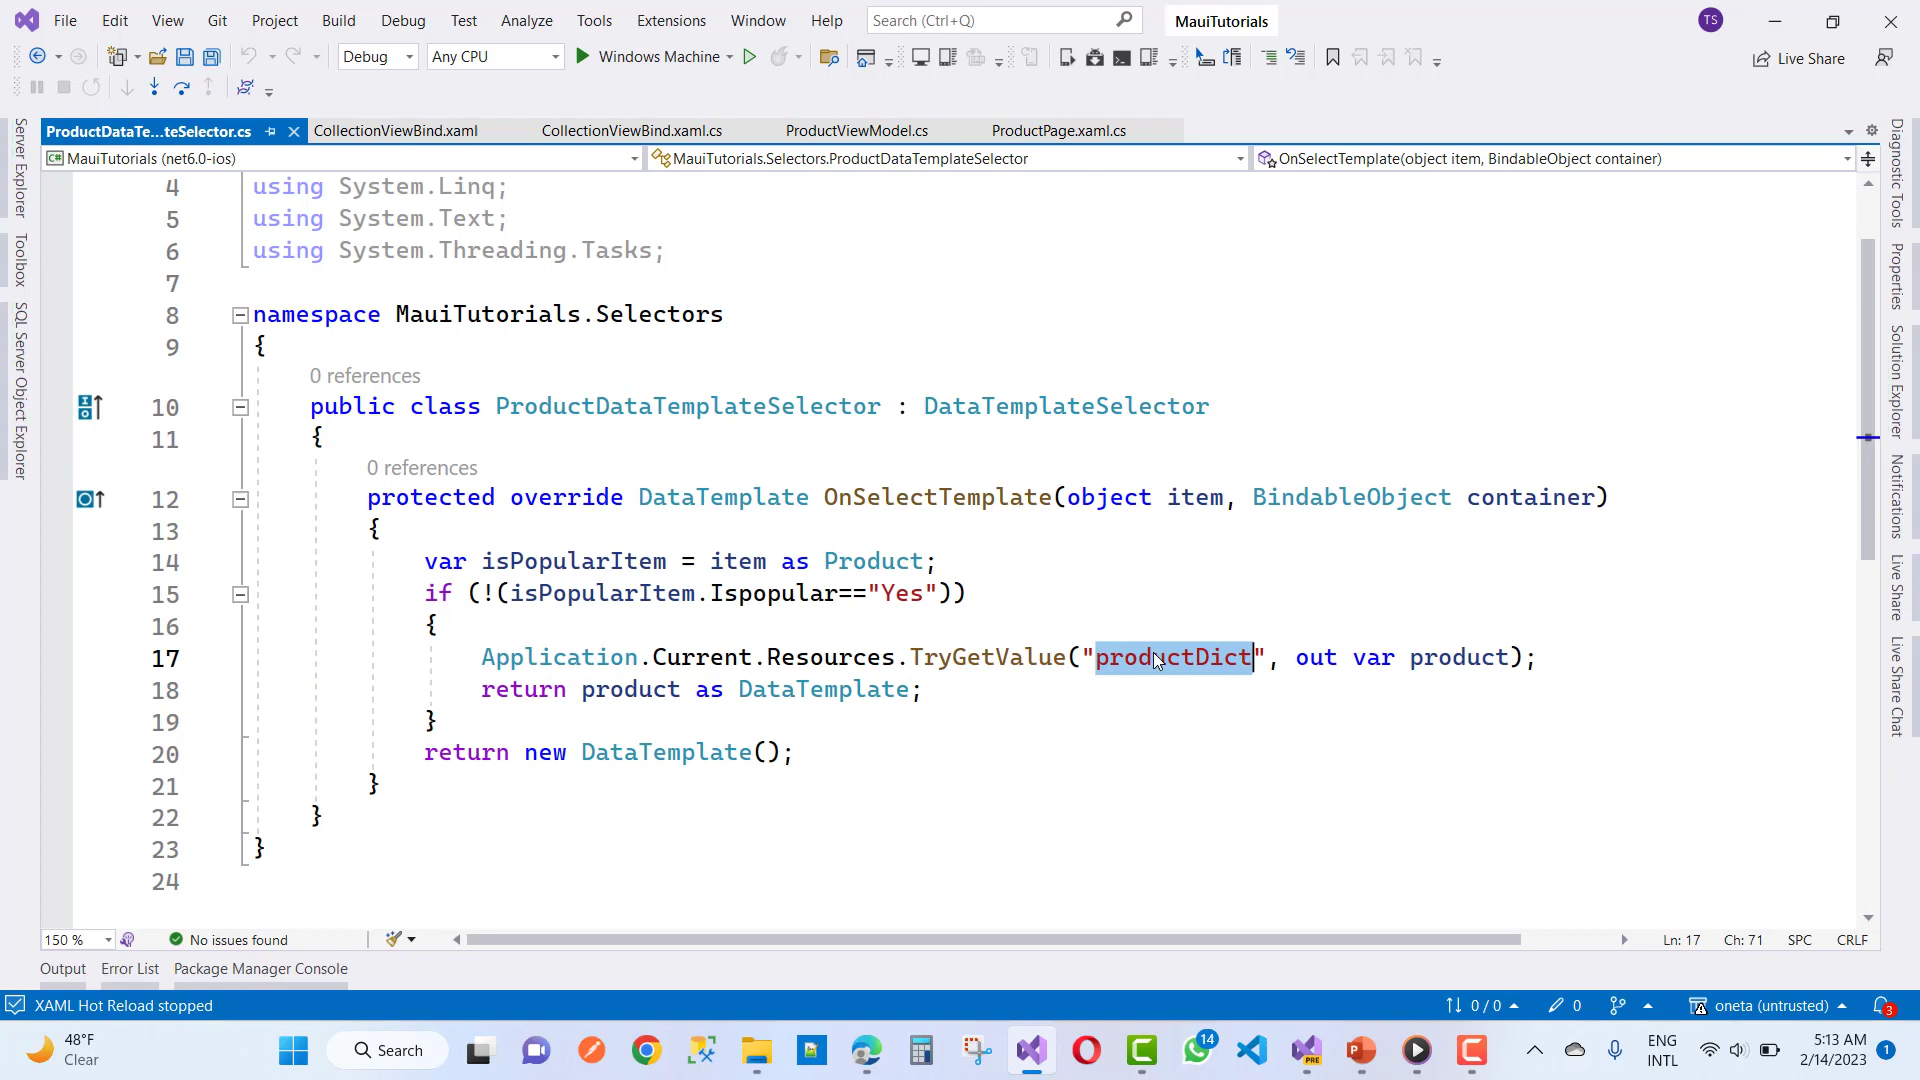 File Edit View Git Project Build Debug Test Analyze Tools Extensions Window Help Search (Ctrl+Q) MauiTutorials TS
Debug Any CPU Windows Machine Live Share
ProductDataTe...teSelector.cs CollectionViewBind.xaml CollectionViewBind.xaml.cs ProductViewModel.cs ProductPage.xaml.cs
MauiTutorials (net6.0-ios) MauiTutorials.Selectors.ProductDataTemplateSelector OnSelectTemplate(object item, BindableObject container)
Server Explorer
Toolbox
SQL Server Object Explorer
4 using System.Linq;
5 using System.Text;
6 using System.Threading.Tasks;
7
8 namespace MauiTutorials.Selectors
9 {
0 references
10 public class ProductDataTemplateSelector : DataTemplateSelector
11 {
0 references
12 protected override DataTemplate OnSelectTemplate(object item, BindableObject container)
13 {
14 var isPopularItem = item as Product;
15 if (!(isPopularItem.Ispopular=="Yes"))
16 {
17 Application.Current.Resources.TryGetValue("productDict", out var product);
18 return product as DataTemplate;
19 }
20 return new DataTemplate();
21 }
22 }
23 }
24
Diagnostic Tools
Properties
Solution Explorer
Notifications
Live Share
Live Share Chat
150 % No issues found Ln: 17 Ch: 71 SPC CRLF
Output Error List Package Manager Console
XAML Hot Reload stopped 0 / 0 0 oneta (untrusted) 3
48°F
Clear
Search 14 PRE
ENG
INTL
5:13 AM
2/14/2023
1